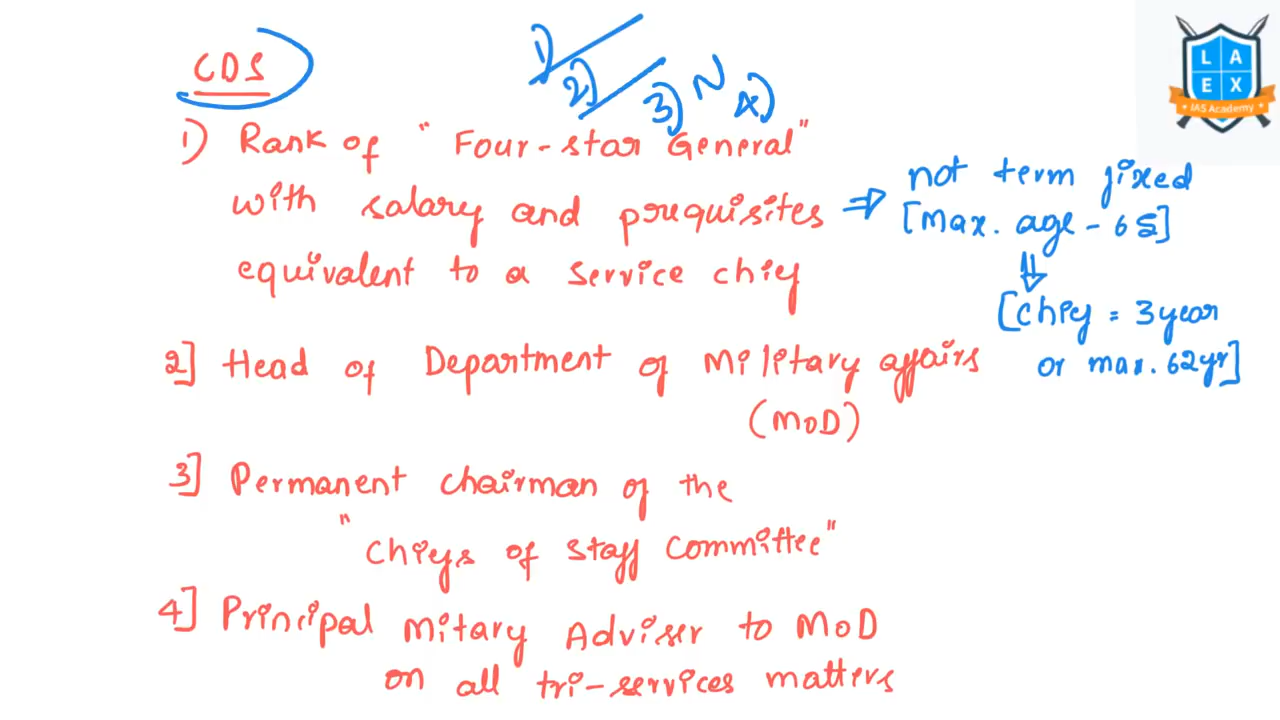 CDS
1) 2) 3) N 4)
1) Rank of "Four-star General"
with salary and prequisites
equivalent to a service chief
⇒ not term fixed
[Max. age - 65]
[chief = 3 year
or max. 62 yr]
2] Head of Department of Military affairs
(MoD)
3] Permanent chairman of the
"Chiefs of Staff Committee"
4] Principal Mitary Adviser to MoD
on all tri-services matters
L A
E X
IAS Academy